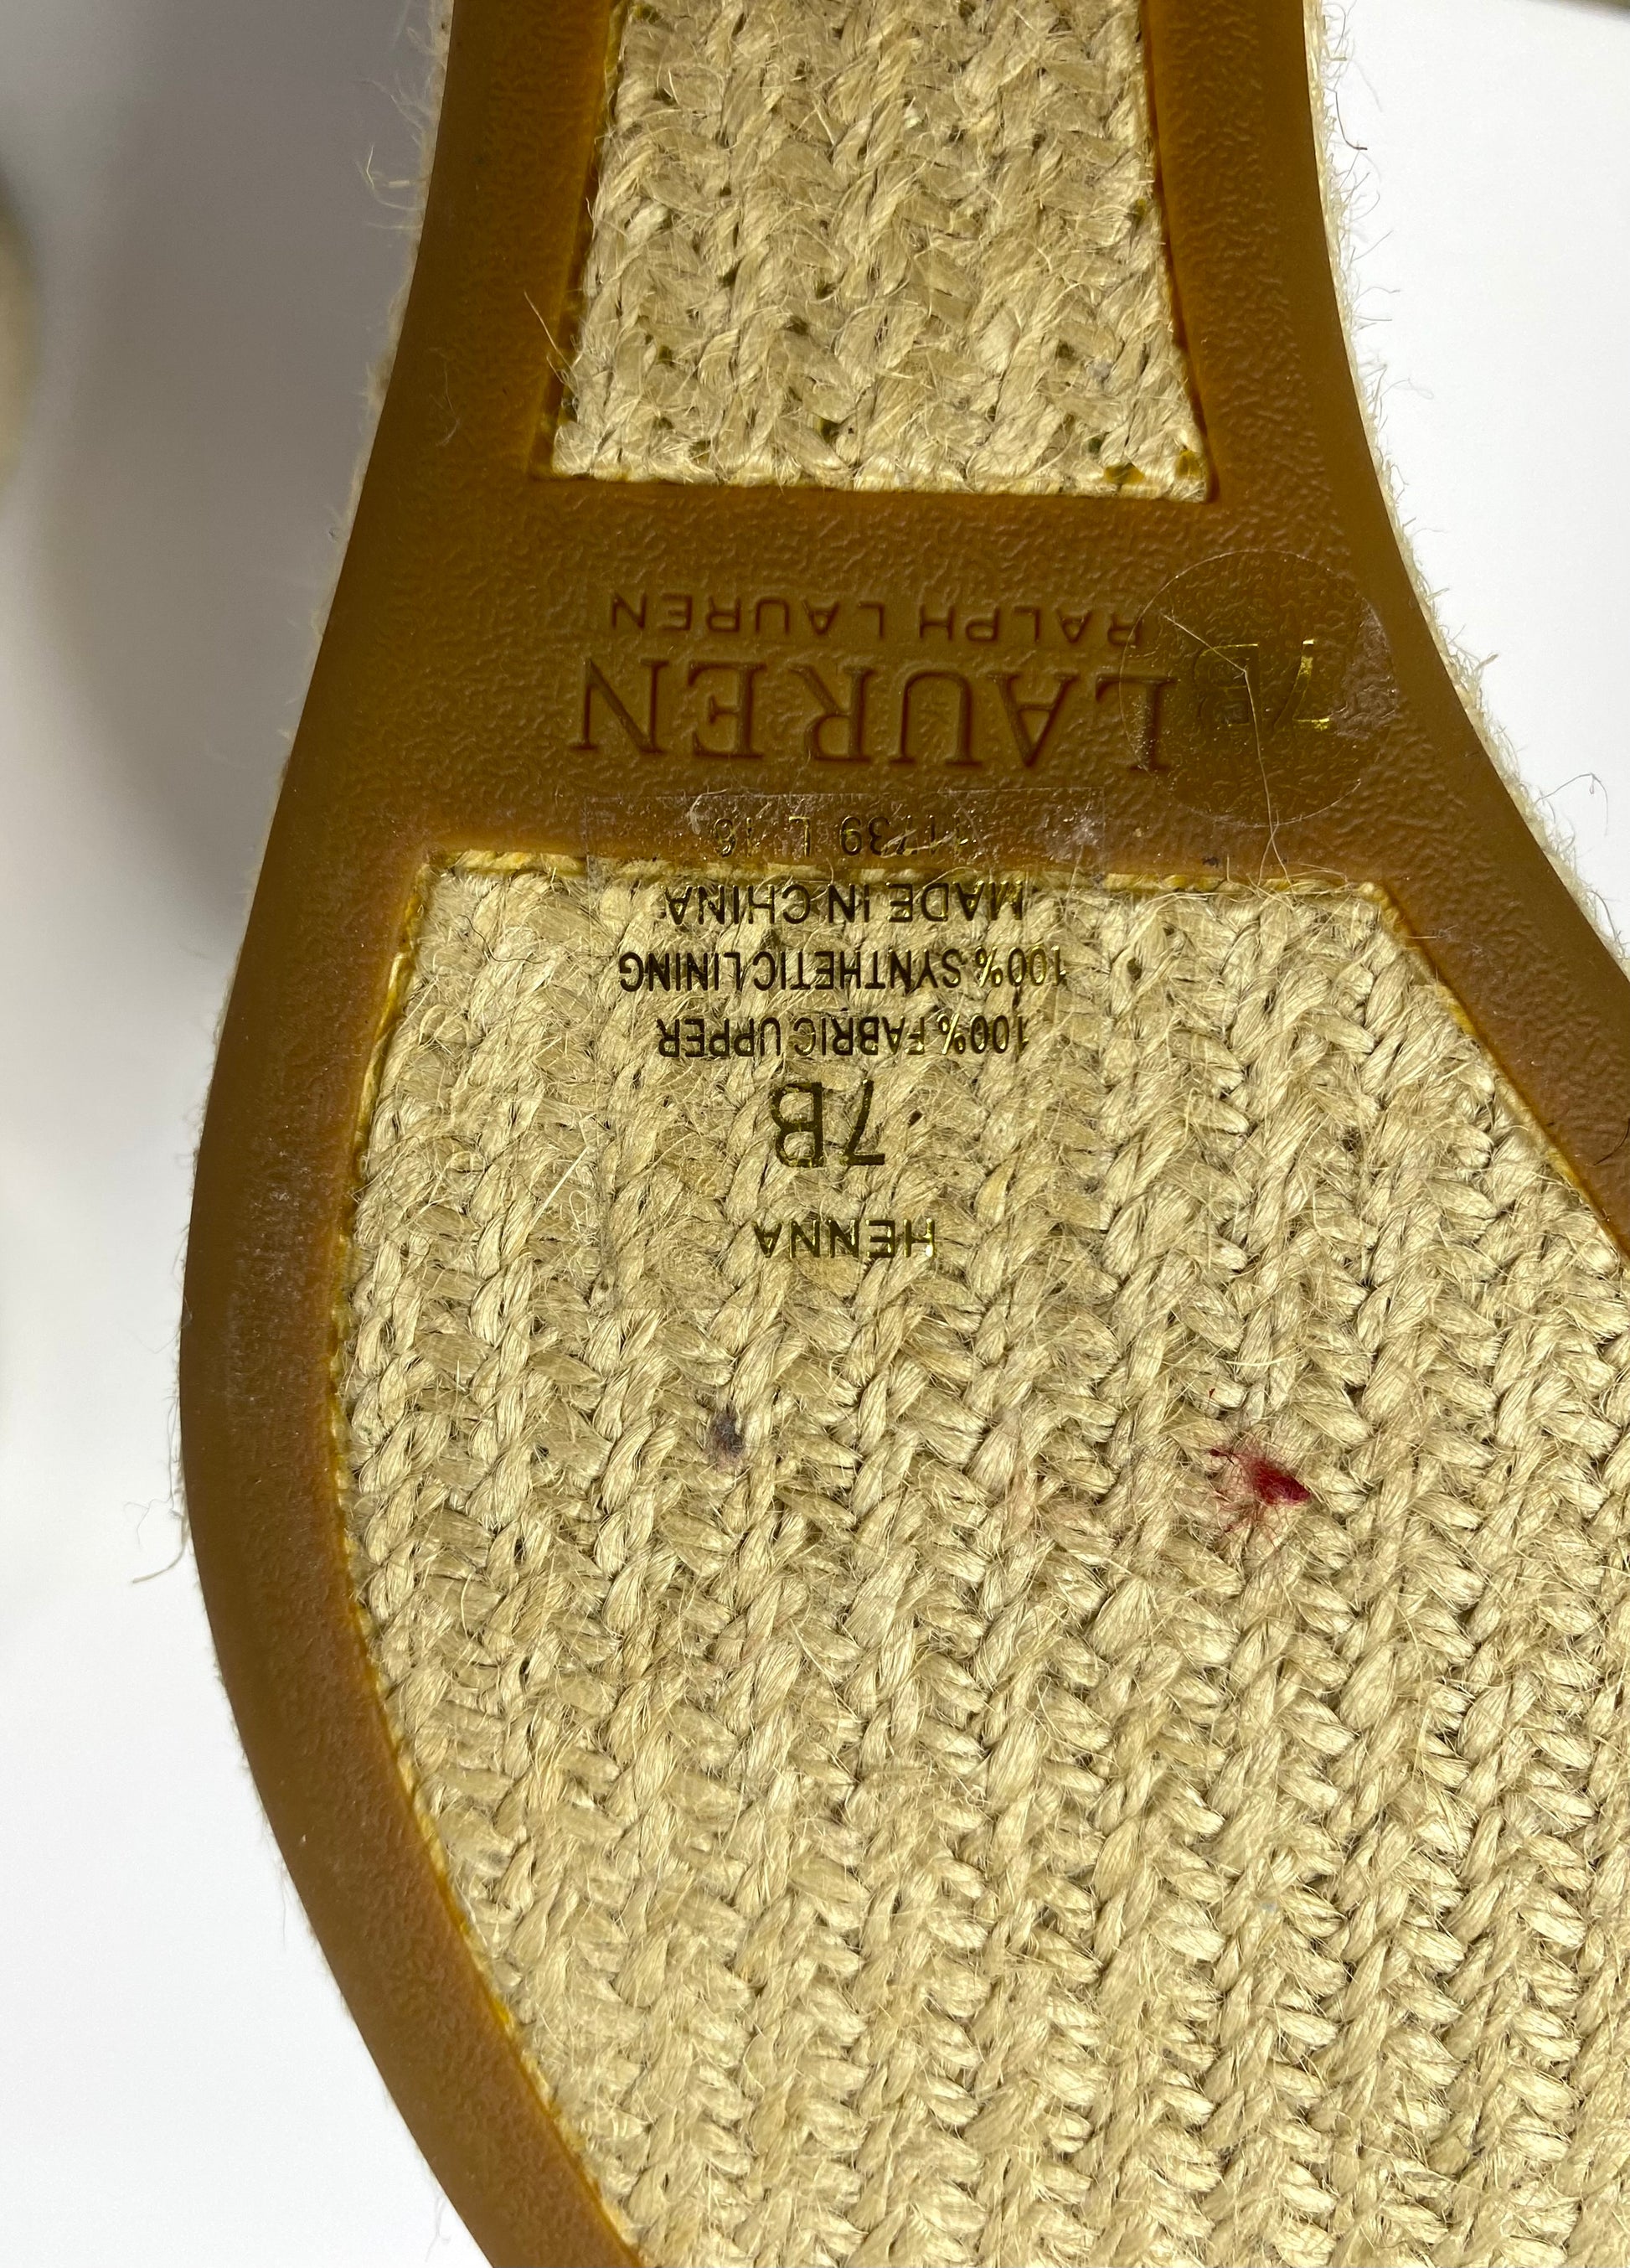 HENNA
7B
100% FABRIC UPPER
100% SYNTHETIC LINING
MADE IN CHINA
LAUREN
RALPH LAUREN
7B